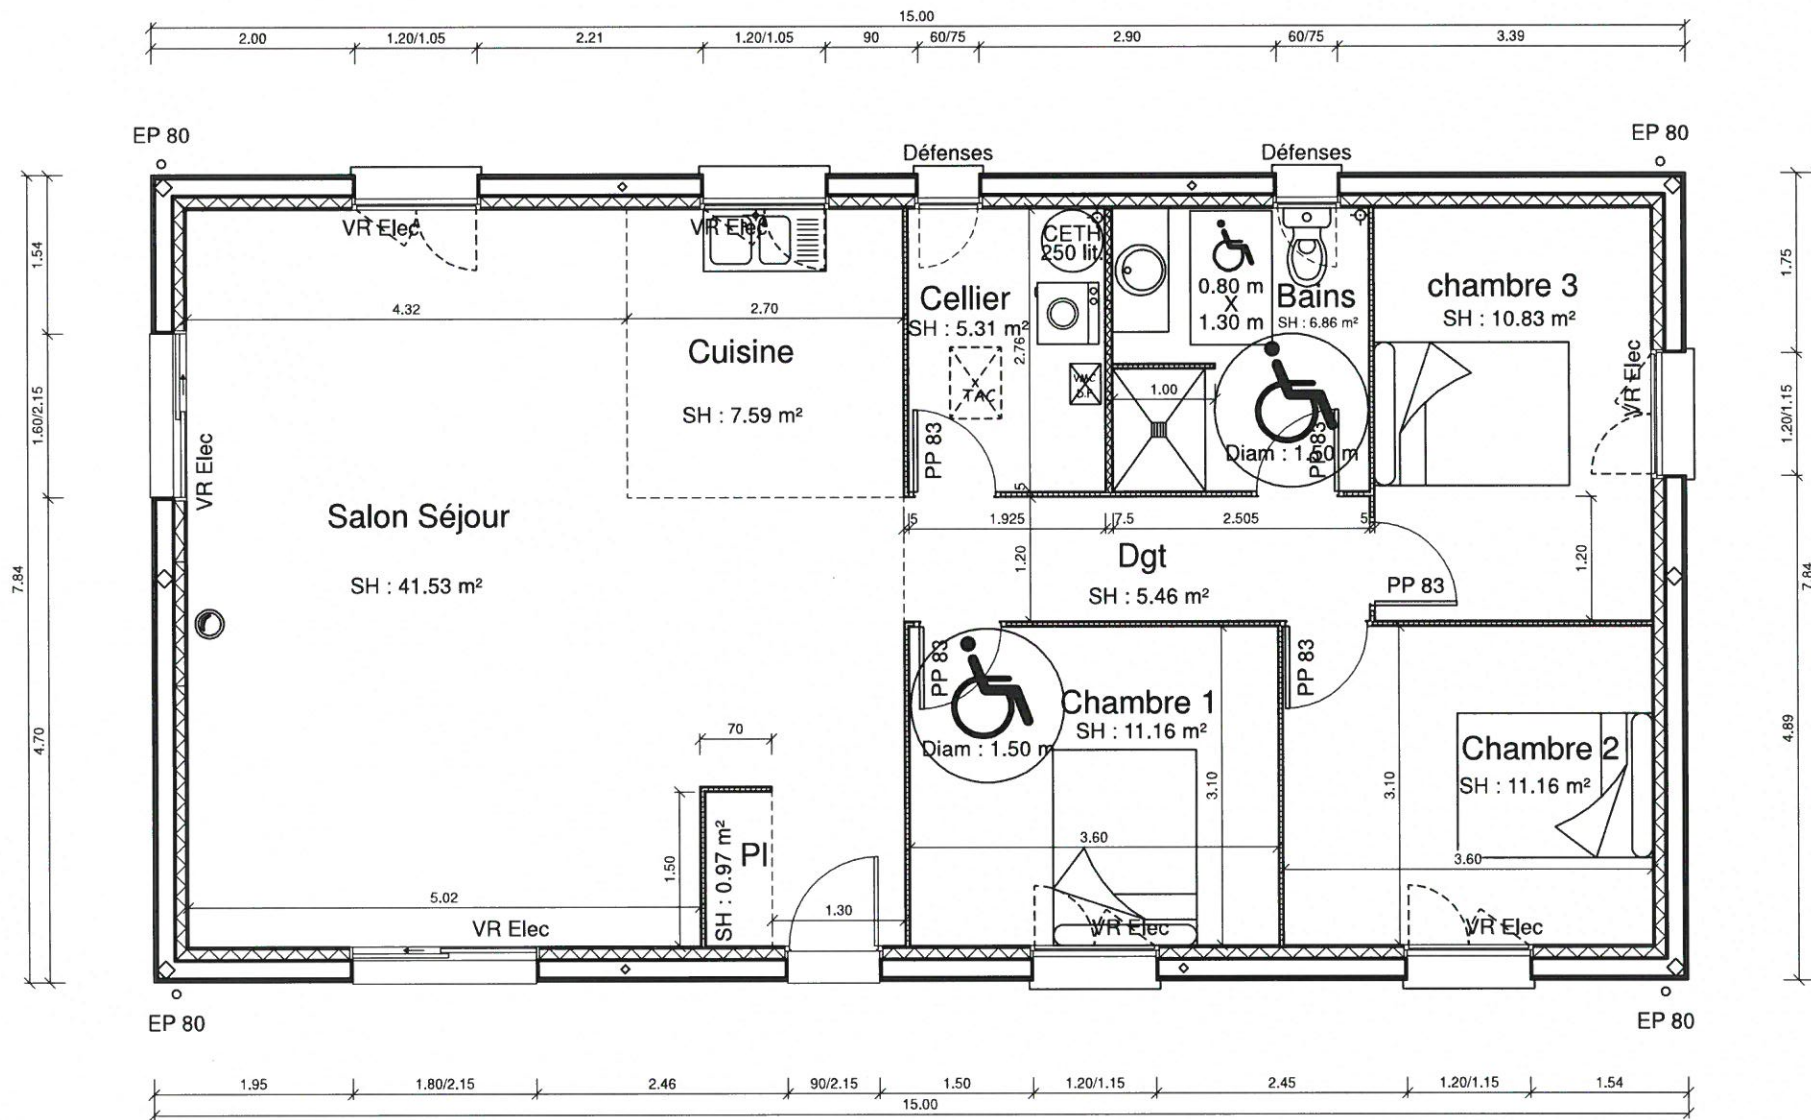 15.00
2.00 1.20/1.05 2.21 1.20/1.05 90 60/75 2.90 60/75 3.39
EP 80
EP 80
Défenses
Défenses
VR Elec
VR Elec
CETH
250 lit.
1.54
1.75
0.80 m
X
1.30 m
Cellier
SH : 5.31 m²
Bains
SH : 6.86 m²
chambre 3
SH : 10.83 m²
4.32
2.70
2.76
Cuisine
SH : 7.59 m²
VR Elec
1.60/2.15
1.20/1.15
TAC
VMC
1.00
PP 83
Diam : 1.50 m
PP 83
VR Elec
Salon Séjour
SH : 41.53 m²
5
5
1.925
7.5
2.505
5
Dgt
SH : 5.46 m²
1.20
1.20
PP 83
7.84
7.84
PP 83
PP 83
Chambre 1
SH : 11.16 m²
Diam : 1.50 m
Chambre 2
SH : 11.16 m²
4.70
4.89
70
3.10
3.10
1.50
SH : 0.97 m²
Pl
3.60
3.60
5.02
1.30
VR Elec
VR Elec
VR Elec
EP 80
EP 80
1.95 1.80/2.15 2.46 90/2.15 1.50 1.20/1.15 2.45 1.20/1.15 1.54
15.00